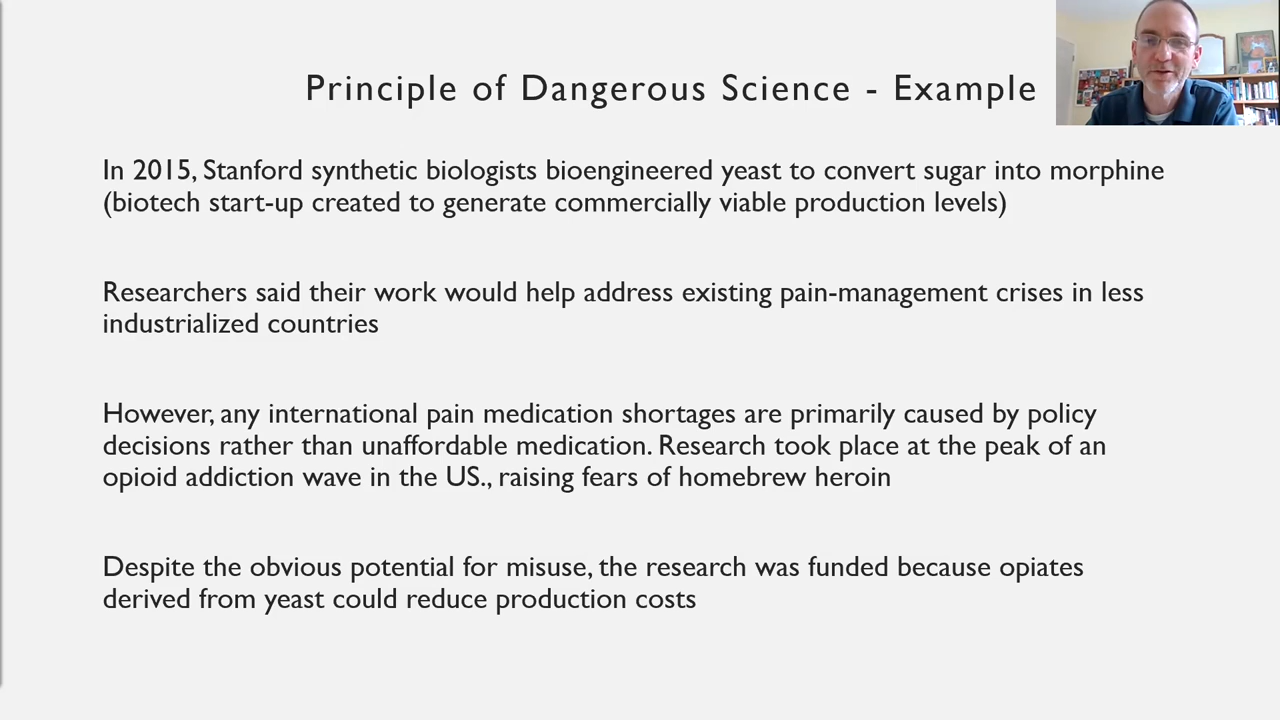 Principle of Dangerous Science - Example
In 2015, Stanford synthetic biologists bioengineered yeast to convert sugar into morphine
(biotech start-up created to generate commercially viable production levels)
Researchers said their work would help address existing pain-management crises in less
industrialized countries
However, any international pain medication shortages are primarily caused by policy
decisions rather than unaffordable medication. Research took place at the peak of an
opioid addiction wave in the US., raising fears of homebrew heroin
Despite the obvious potential for misuse, the research was funded because opiates
derived from yeast could reduce production costs